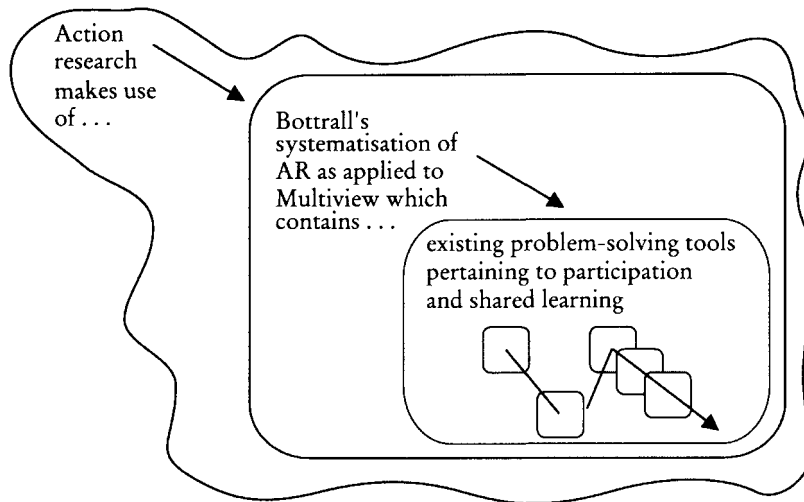 Action
research
makes use
of . . .
Bottrall's
systematisation of
AR as applied to
Multiview which
contains . . .
existing problem-solving tools
pertaining to participation
and shared learning